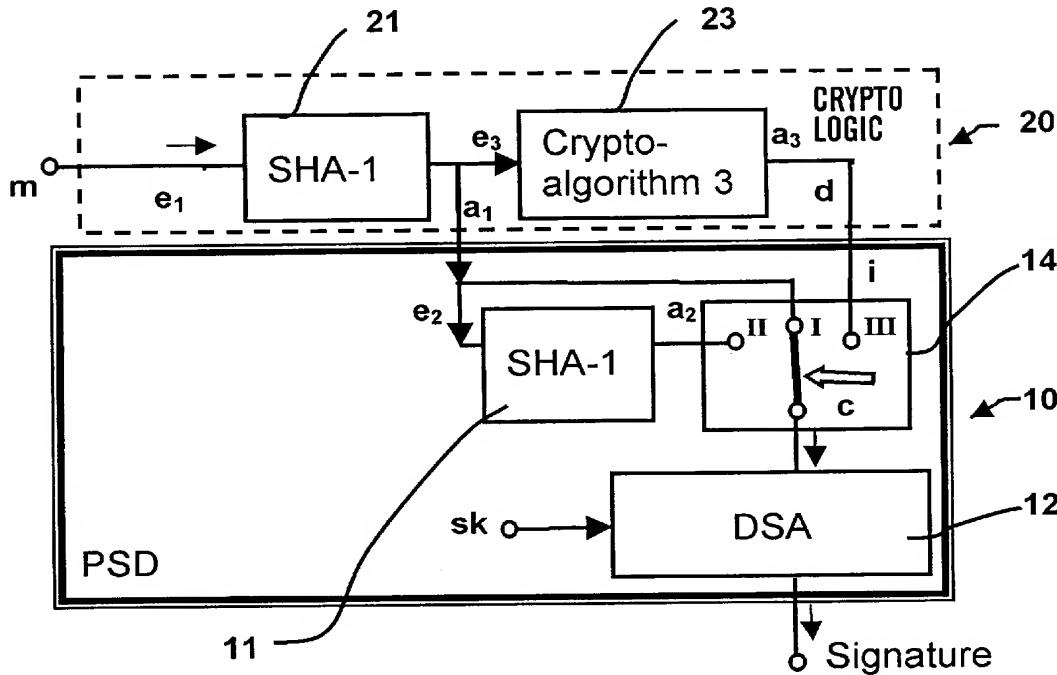 21
23
CRYPTO
LOGIC
20
m
e₁
SHA-1
e₃
a₁
Crypto-
algorithm 3
a₃
d
i
14
e₂
SHA-1
a₂
II
I
III
c
10
sk
DSA
12
PSD
11
Signature